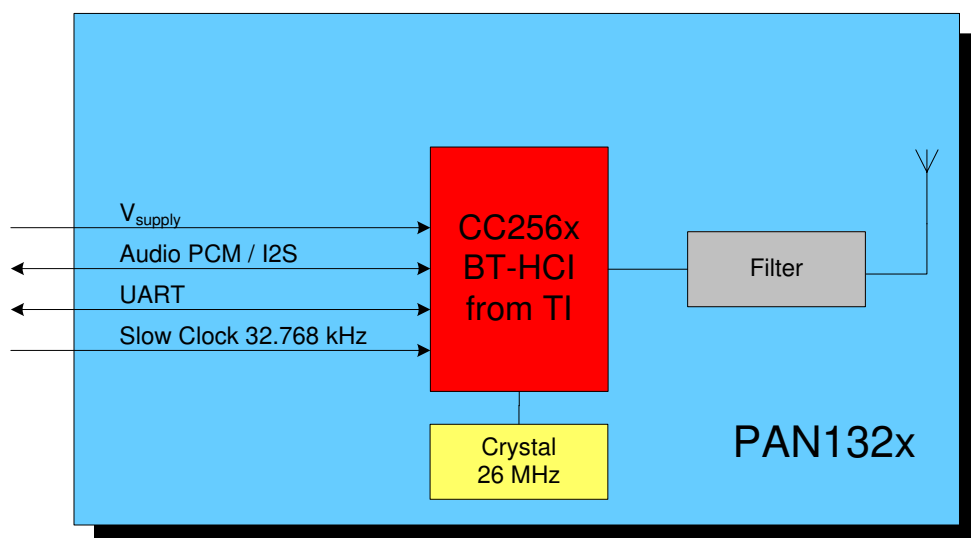 V_supply
Audio PCM / I2S
UART
Slow Clock 32.768 kHz
CC256x
BT-HCI
from TI
Filter
Crystal
26 MHz
PAN132x